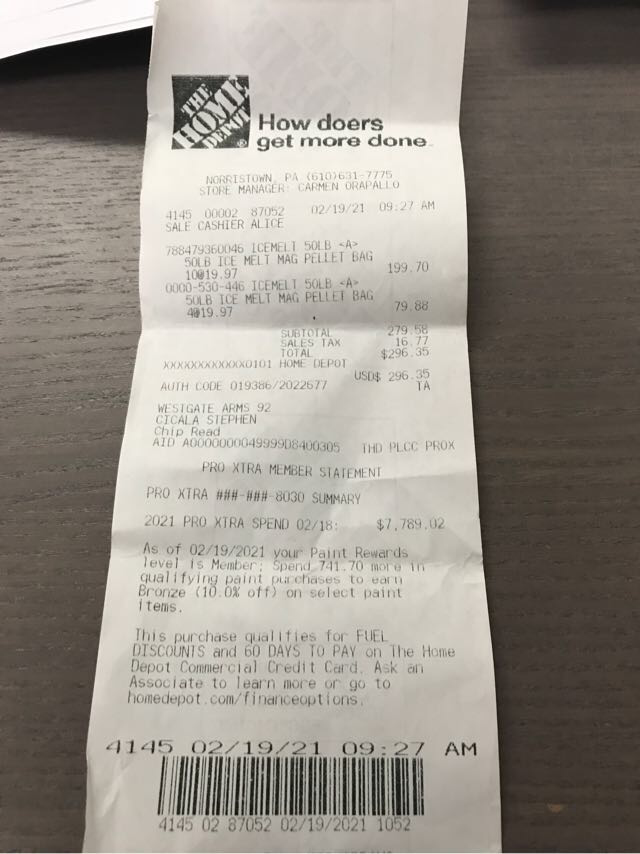 THE
HOME
DEPOT
How doers
get more done.
NORRISTOWN, PA (610)631-7775
STORE MANAGER: CARMEN ORAPALLO
4145 00002 87052 02/19/21 09:27 AM
SALE CASHIER ALICE
788479360046 ICEMELT 50LB <A>
50LB ICE MELT MAG PELLET BAG
10@19.97 199.70
0000-530-446 ICEMELT 50LB <A>
50LB ICE MELT MAG PELLET BAG
4@19.97 79.88
SUBTOTAL 279.58
SALES TAX 16.77
TOTAL $296.35
XXXXXXXXXXXX0101 HOME DEPOT
USD$ 296.35
AUTH CODE 019386/2022677 TA
WESTGATE ARMS 92
CICALA STEPHEN
Chip Read
AID A0000000049999D8400305 THD PLCC PROX
PRO XTRA MEMBER STATEMENT
PRO XTRA ###-###-8030 SUMMARY
2021 PRO XTRA SPEND 02/18: $7,789.02
As of 02/19/2021 your Paint Rewards
level is Member; Spend 741.70 more in
qualifying paint purchases to earn
Bronze (10.0% off) on select paint
items.
This purchase qualifies for FUEL
DISCOUNTS and 60 DAYS TO PAY on The Home
Depot Commercial Credit Card. Ask an
Associate to learn more or go to
homedepot.com/financeoptions.
4145 02/19/21 09:27 AM
4145 02 87052 02/19/2021 1052